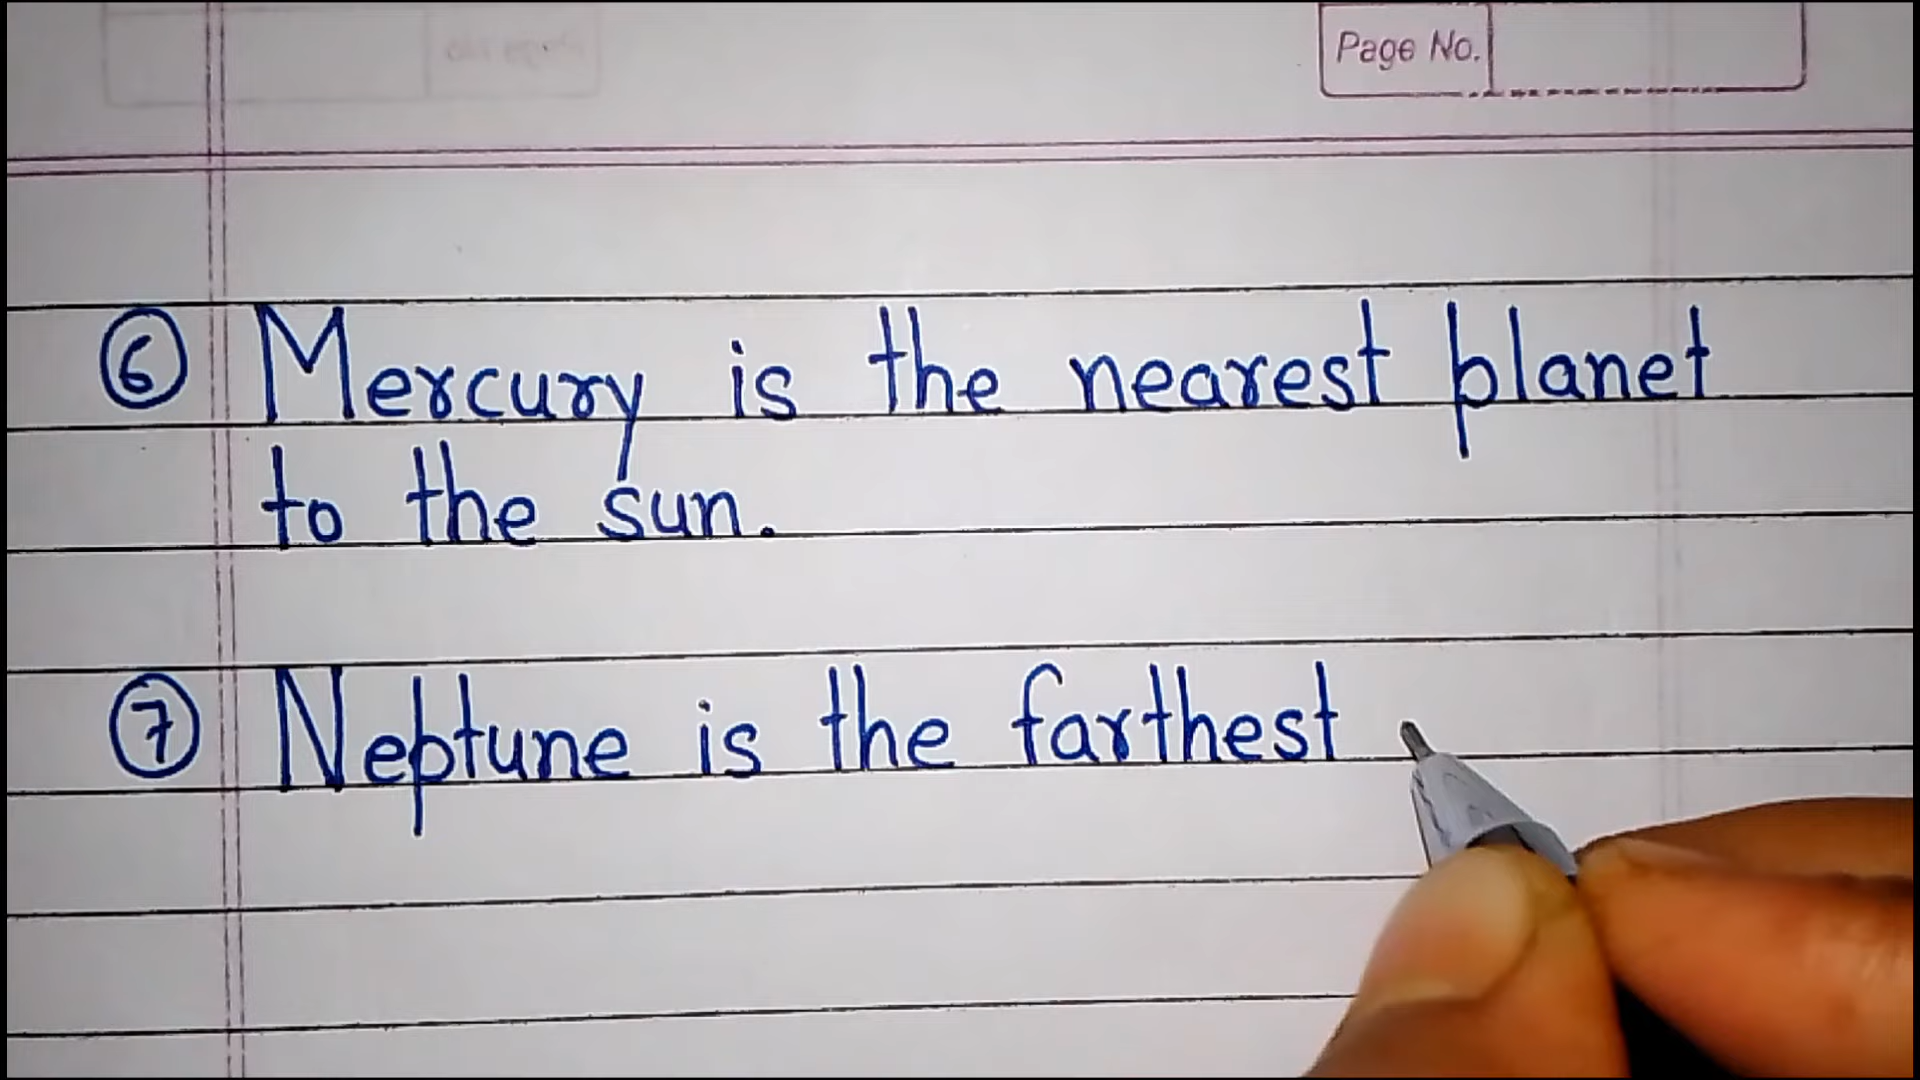 Page No.
⑥ Mercury is the nearest planet
to the sun.
⑦ Neptune is the farthest